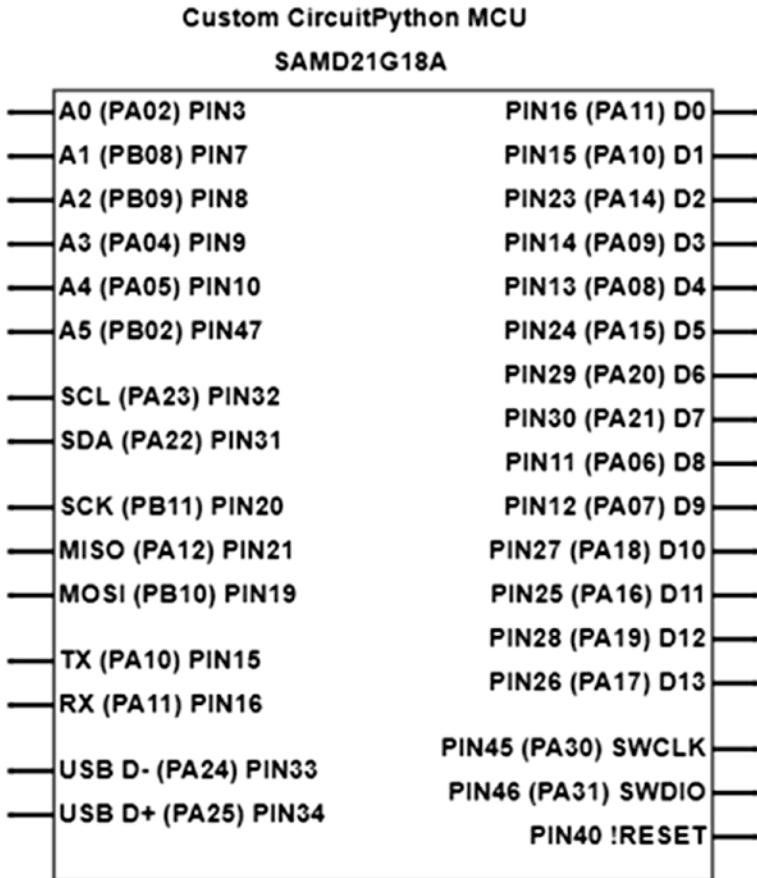 Custom CircuitPython MCU
SAMD21G18A
A0 (PA02) PIN3
A1 (PB08) PIN7
A2 (PB09) PIN8
A3 (PA04) PIN9
A4 (PA05) PIN10
A5 (PB02) PIN47
SCL (PA23) PIN32
SDA (PA22) PIN31
SCK (PB11) PIN20
MISO (PA12) PIN21
MOSI (PB10) PIN19
TX (PA10) PIN15
RX (PA11) PIN16
USB D- (PA24) PIN33
USB D+ (PA25) PIN34
PIN16 (PA11) D0
PIN15 (PA10) D1
PIN23 (PA14) D2
PIN14 (PA09) D3
PIN13 (PA08) D4
PIN24 (PA15) D5
PIN29 (PA20) D6
PIN30 (PA21) D7
PIN11 (PA06) D8
PIN12 (PA07) D9
PIN27 (PA18) D10
PIN25 (PA16) D11
PIN28 (PA19) D12
PIN26 (PA17) D13
PIN45 (PA30) SWCLK
PIN46 (PA31) SWDIO
PIN40 !RESET